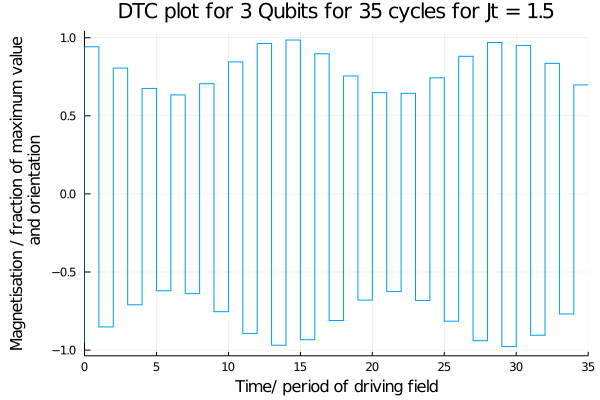 DTC plot for 3 Qubits for 35 cycles for Jt = 1.5
Magnetisation / fraction of maximum value
and orientation
1.0
0.5
0.0
−0.5
−1.0
0 5 10 15 20 25 30 35
Time/ period of driving field